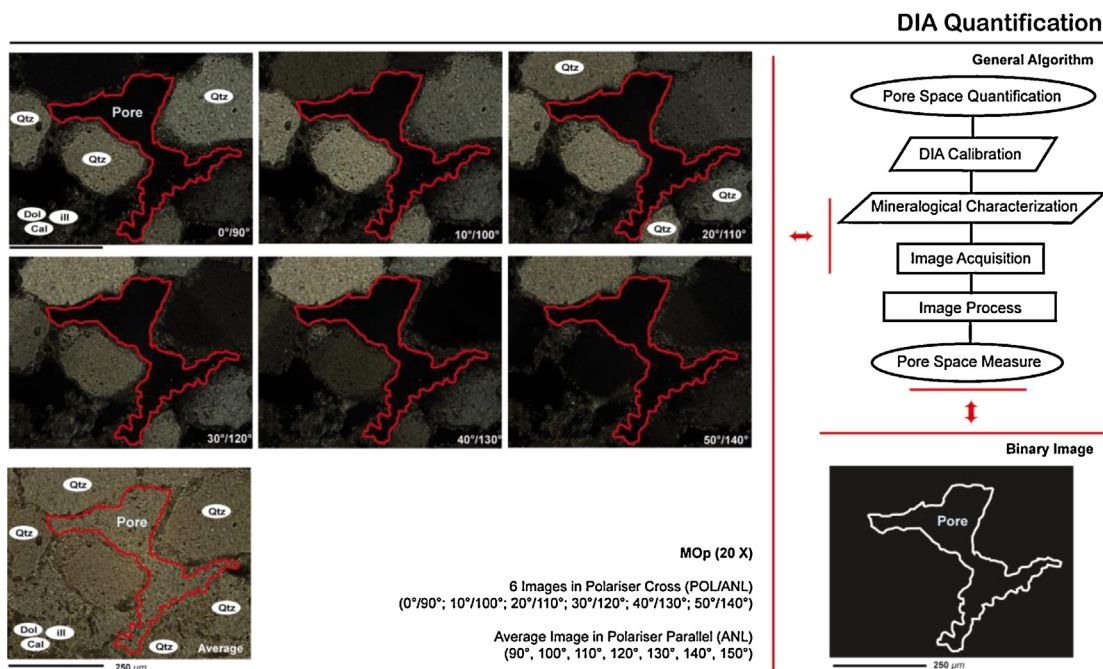 DIA Quantification
General Algorithm
Qtz
Qtz
Pore
Qtz
Dol
ill
Cal
0°/90°
10°/100°
Qtz
Qtz
Qtz
20°/110°
30°/120°
40°/130°
50°/140°
Qtz
Pore
Qtz
Qtz
Qtz
Dol
ill
Cal
Qtz
Average
250 µm
MOp (20 X)
6 Images in Polariser Cross (POL/ANL)
(0°/90°; 10°/100°; 20°/110°; 30°/120°; 40°/130°; 50°/140°)
Average Image in Polariser Parallel (ANL)
(90°, 100°, 110°, 120°, 130°, 140°, 150°)
Pore Space Quantification
DIA Calibration
Mineralogical Characterization
Image Acquisition
Image Process
Pore Space Measure
Binary Image
Pore
250 µm